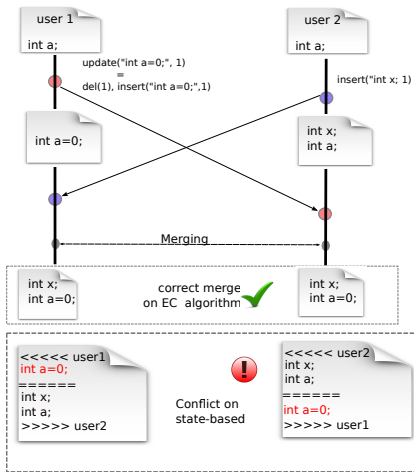 user 1
user 2
int a;
int a;
update("int a=0;", 1)
=
del(1), insert("int a=0;",1)
insert("int x; 1)
int a=0;
int x;
int a;
Merging
int x;
int a=0;
correct merge
on EC algorithm
int x;
int a=0;
<<<<< user1
int a=0;
======
int x;
int a;
>>>>> user2
Conflict on
state-based
<<<<< user2
int x;
int a;
======
int a=0;
>>>>> user1